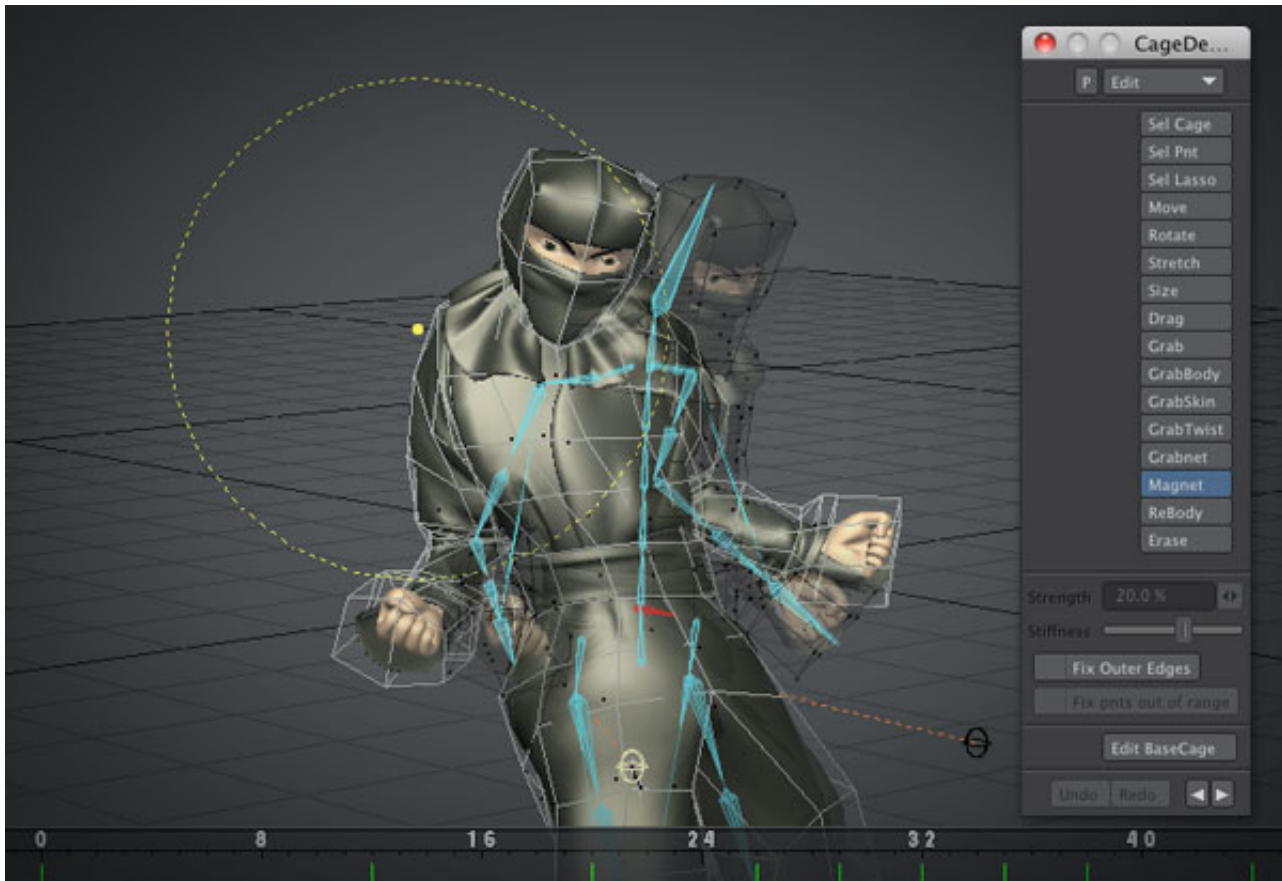 CageDe...
P Edit
Sel Cage
Sel Pnt
Sel Lasso
Move
Rotate
Stretch
Size
Drag
Grab
GrabBody
GrabSkin
GrabTwist
Grabnet
Magnet
ReBody
Erase
Strength 20.0 %
Stiffness
Fix Outer Edges
Fix pnts out of range
Edit BaseCage
Undo Redo
0 8 16 24 32 40